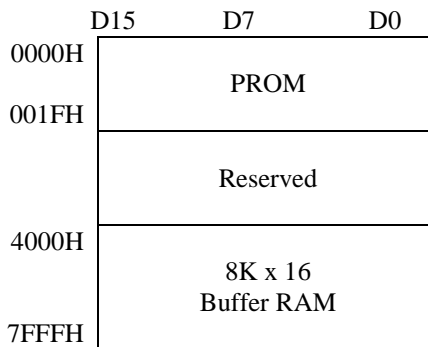 D15 D7 D0
0000H
PROM
001FH
Reserved
4000H
8K x 16
Buffer RAM
7FFFH